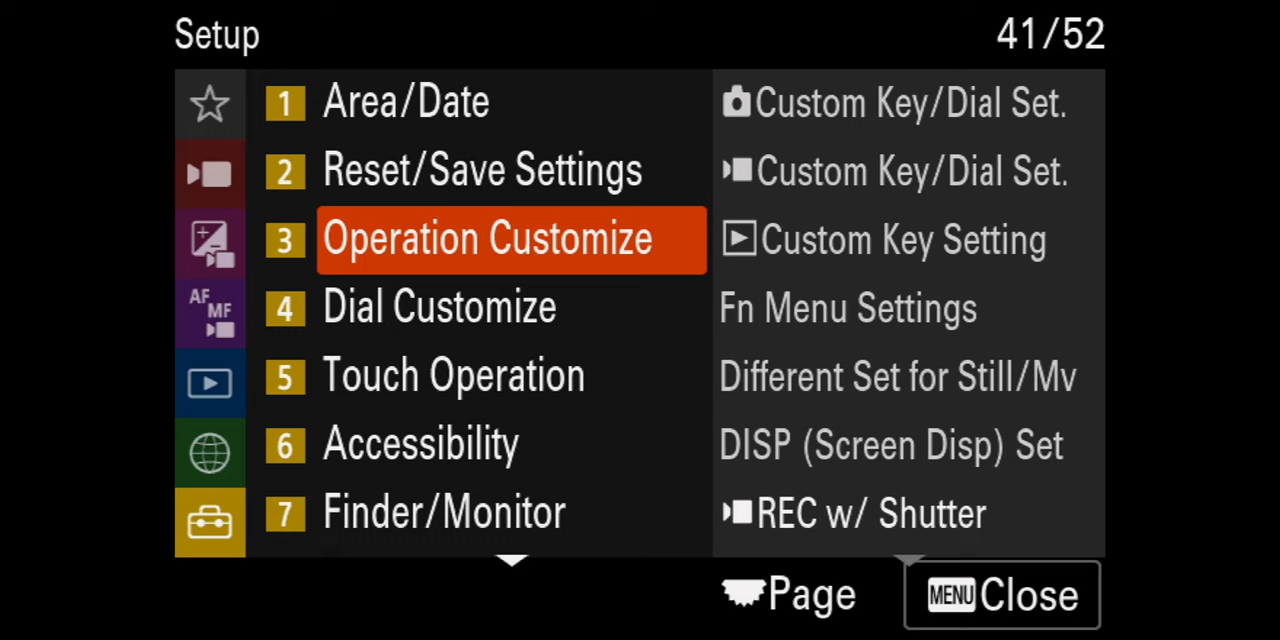 Setup 41/52
1 Area/Date
2 Reset/Save Settings
3 Operation Customize
4 Dial Customize
5 Touch Operation
6 Accessibility
7 Finder/Monitor
Custom Key/Dial Set.
Custom Key/Dial Set.
Custom Key Setting
Fn Menu Settings
Different Set for Still/Mv
DISP (Screen Disp) Set
REC w/ Shutter
AF
MF
Page MENU Close